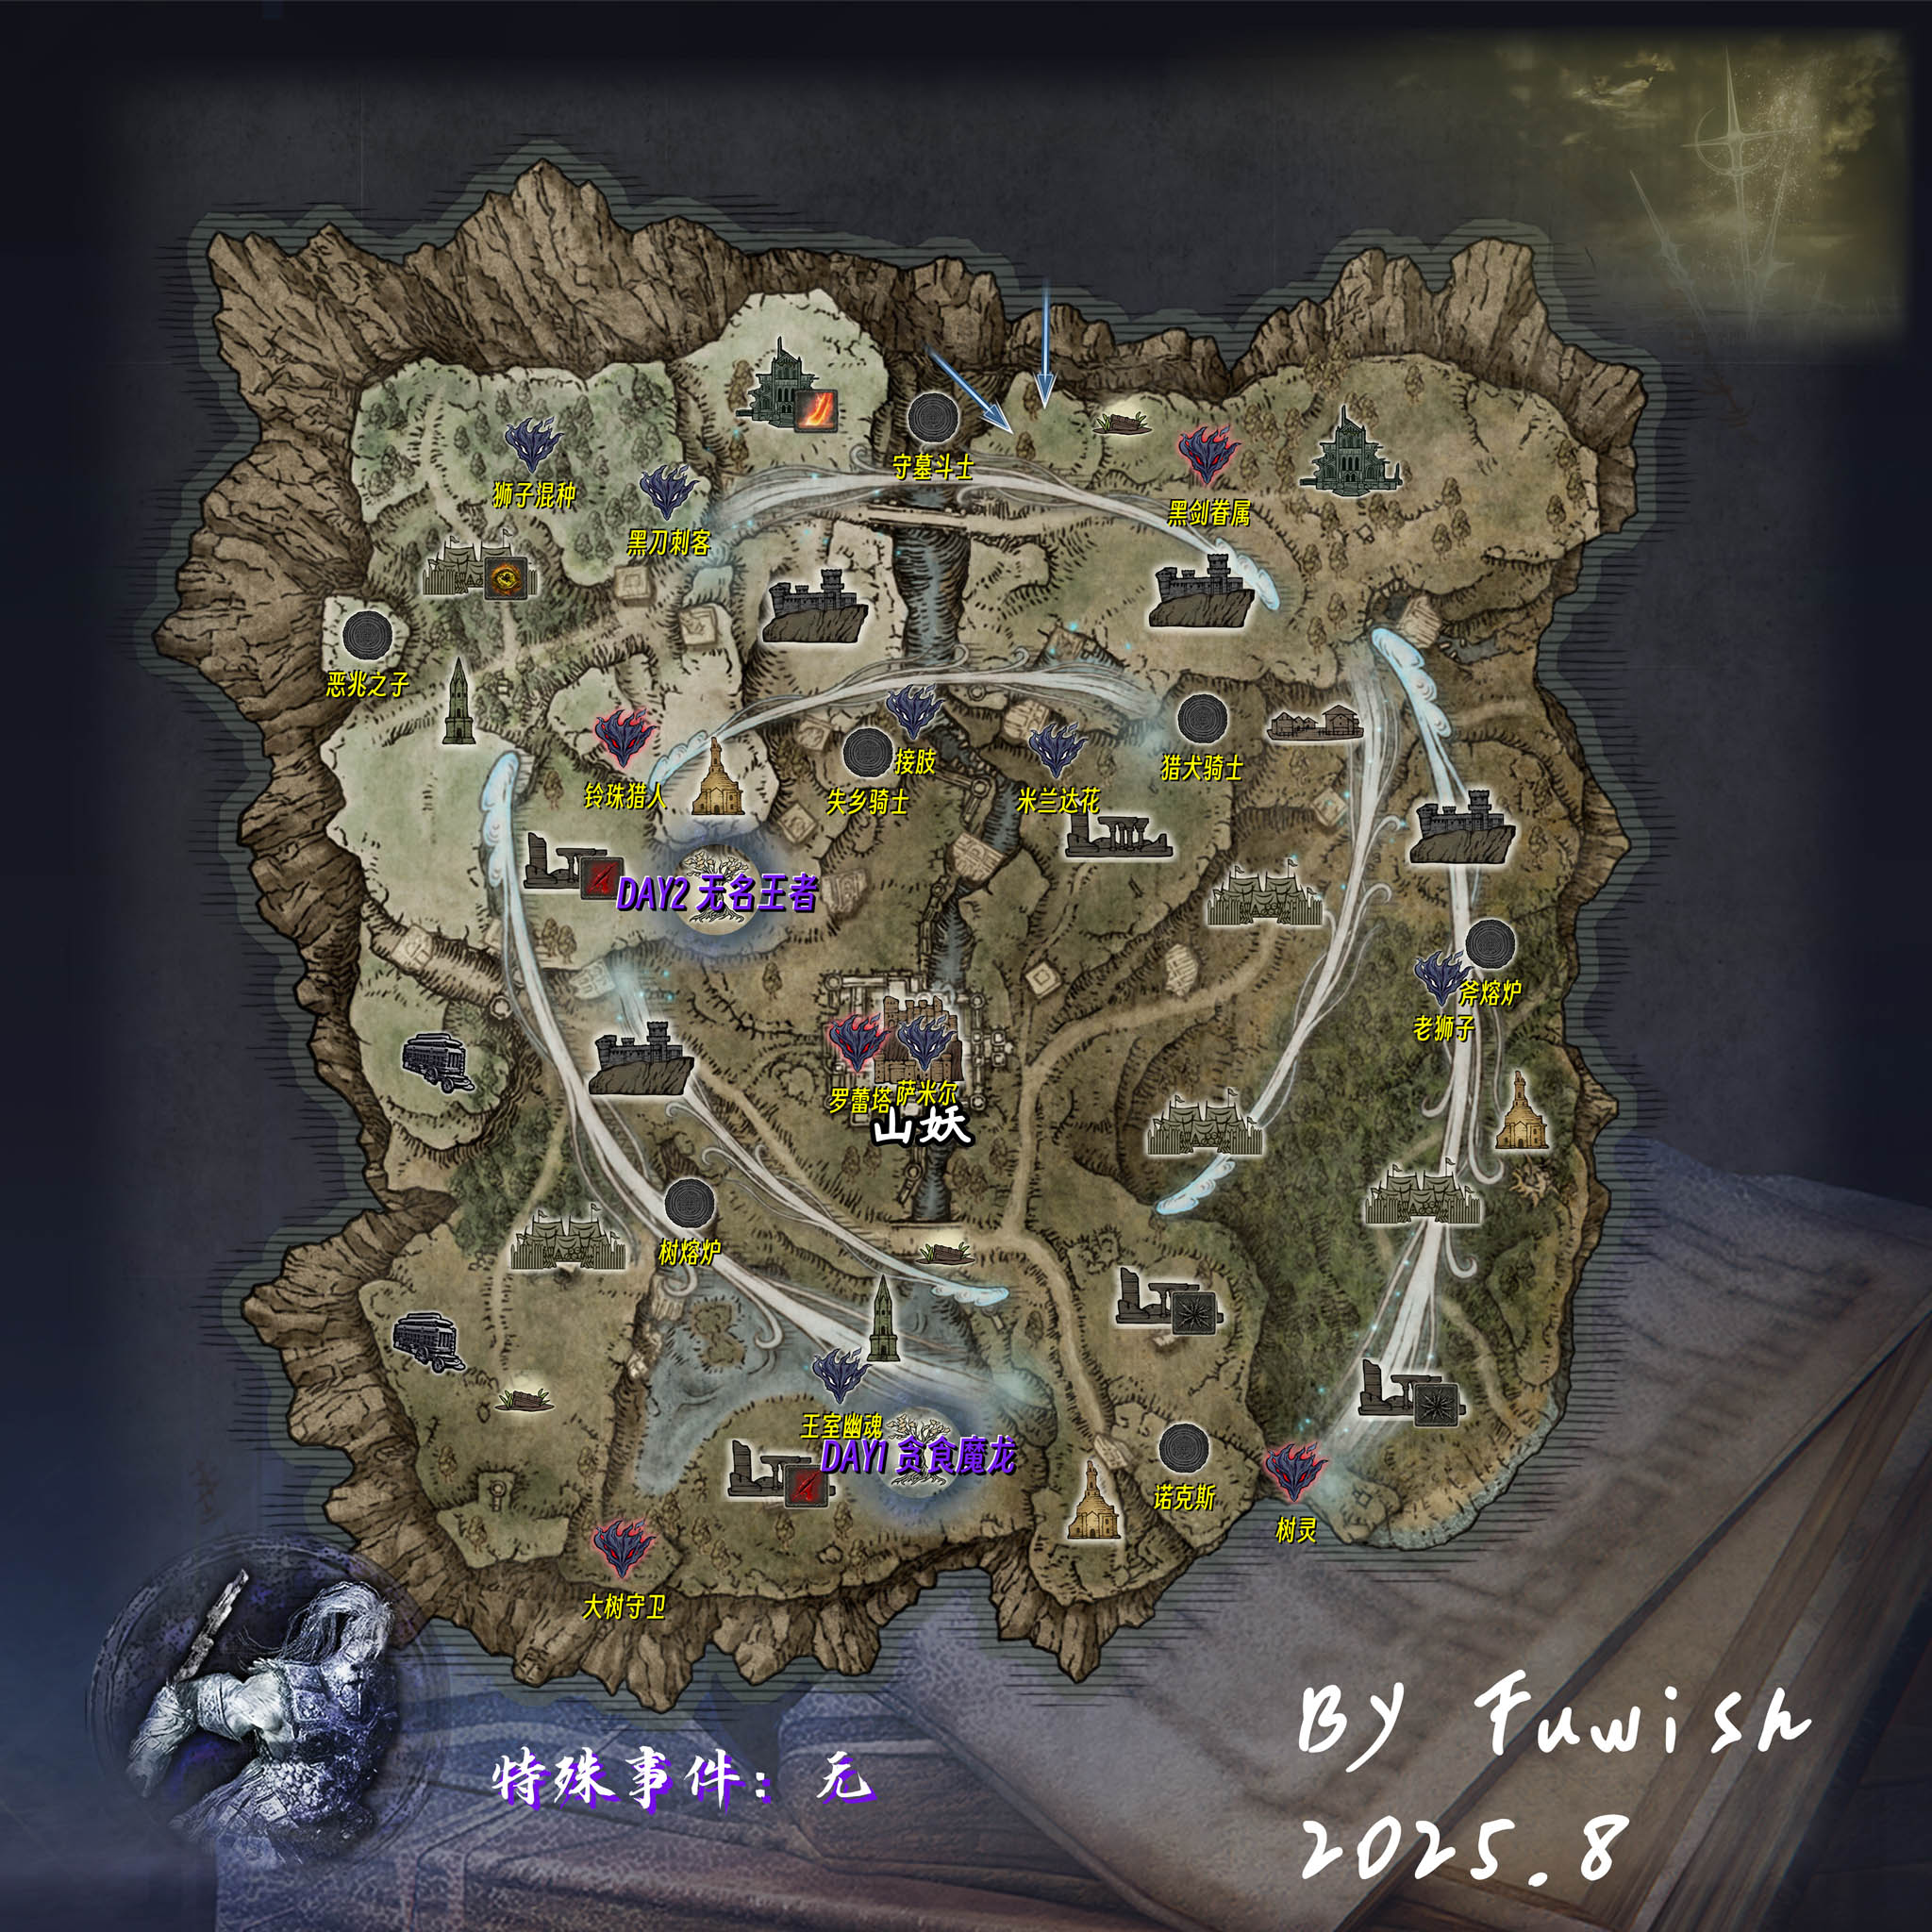 守墓斗士
狮子混种
黑剑眷属
黑刀刺客
恶兆之子
接肢
猎犬骑士
铃珠猎人
失乡骑士
米兰达花
DAY2 无名王者
斧熔炉
老狮子
罗蕾塔
萨米尔
山妖
树熔炉
王室幽魂
DAY1 贪食魔龙
诺克斯
树灵
大树守卫
特殊事件：无
By Fuwish
2025.8